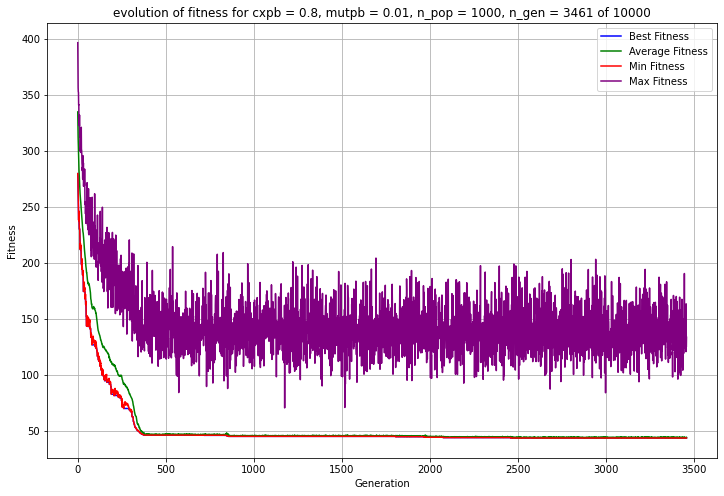 evolution of fitness for cxpb = 0.8, mutpb = 0.01, n_pop = 1000, n_gen = 3461 of 10000
Best Fitness
Average Fitness
Min Fitness
Max Fitness
400
350
300
250
200
150
100
50
Fitness
0 500 1000 1500 2000 2500 3000 3500
Generation